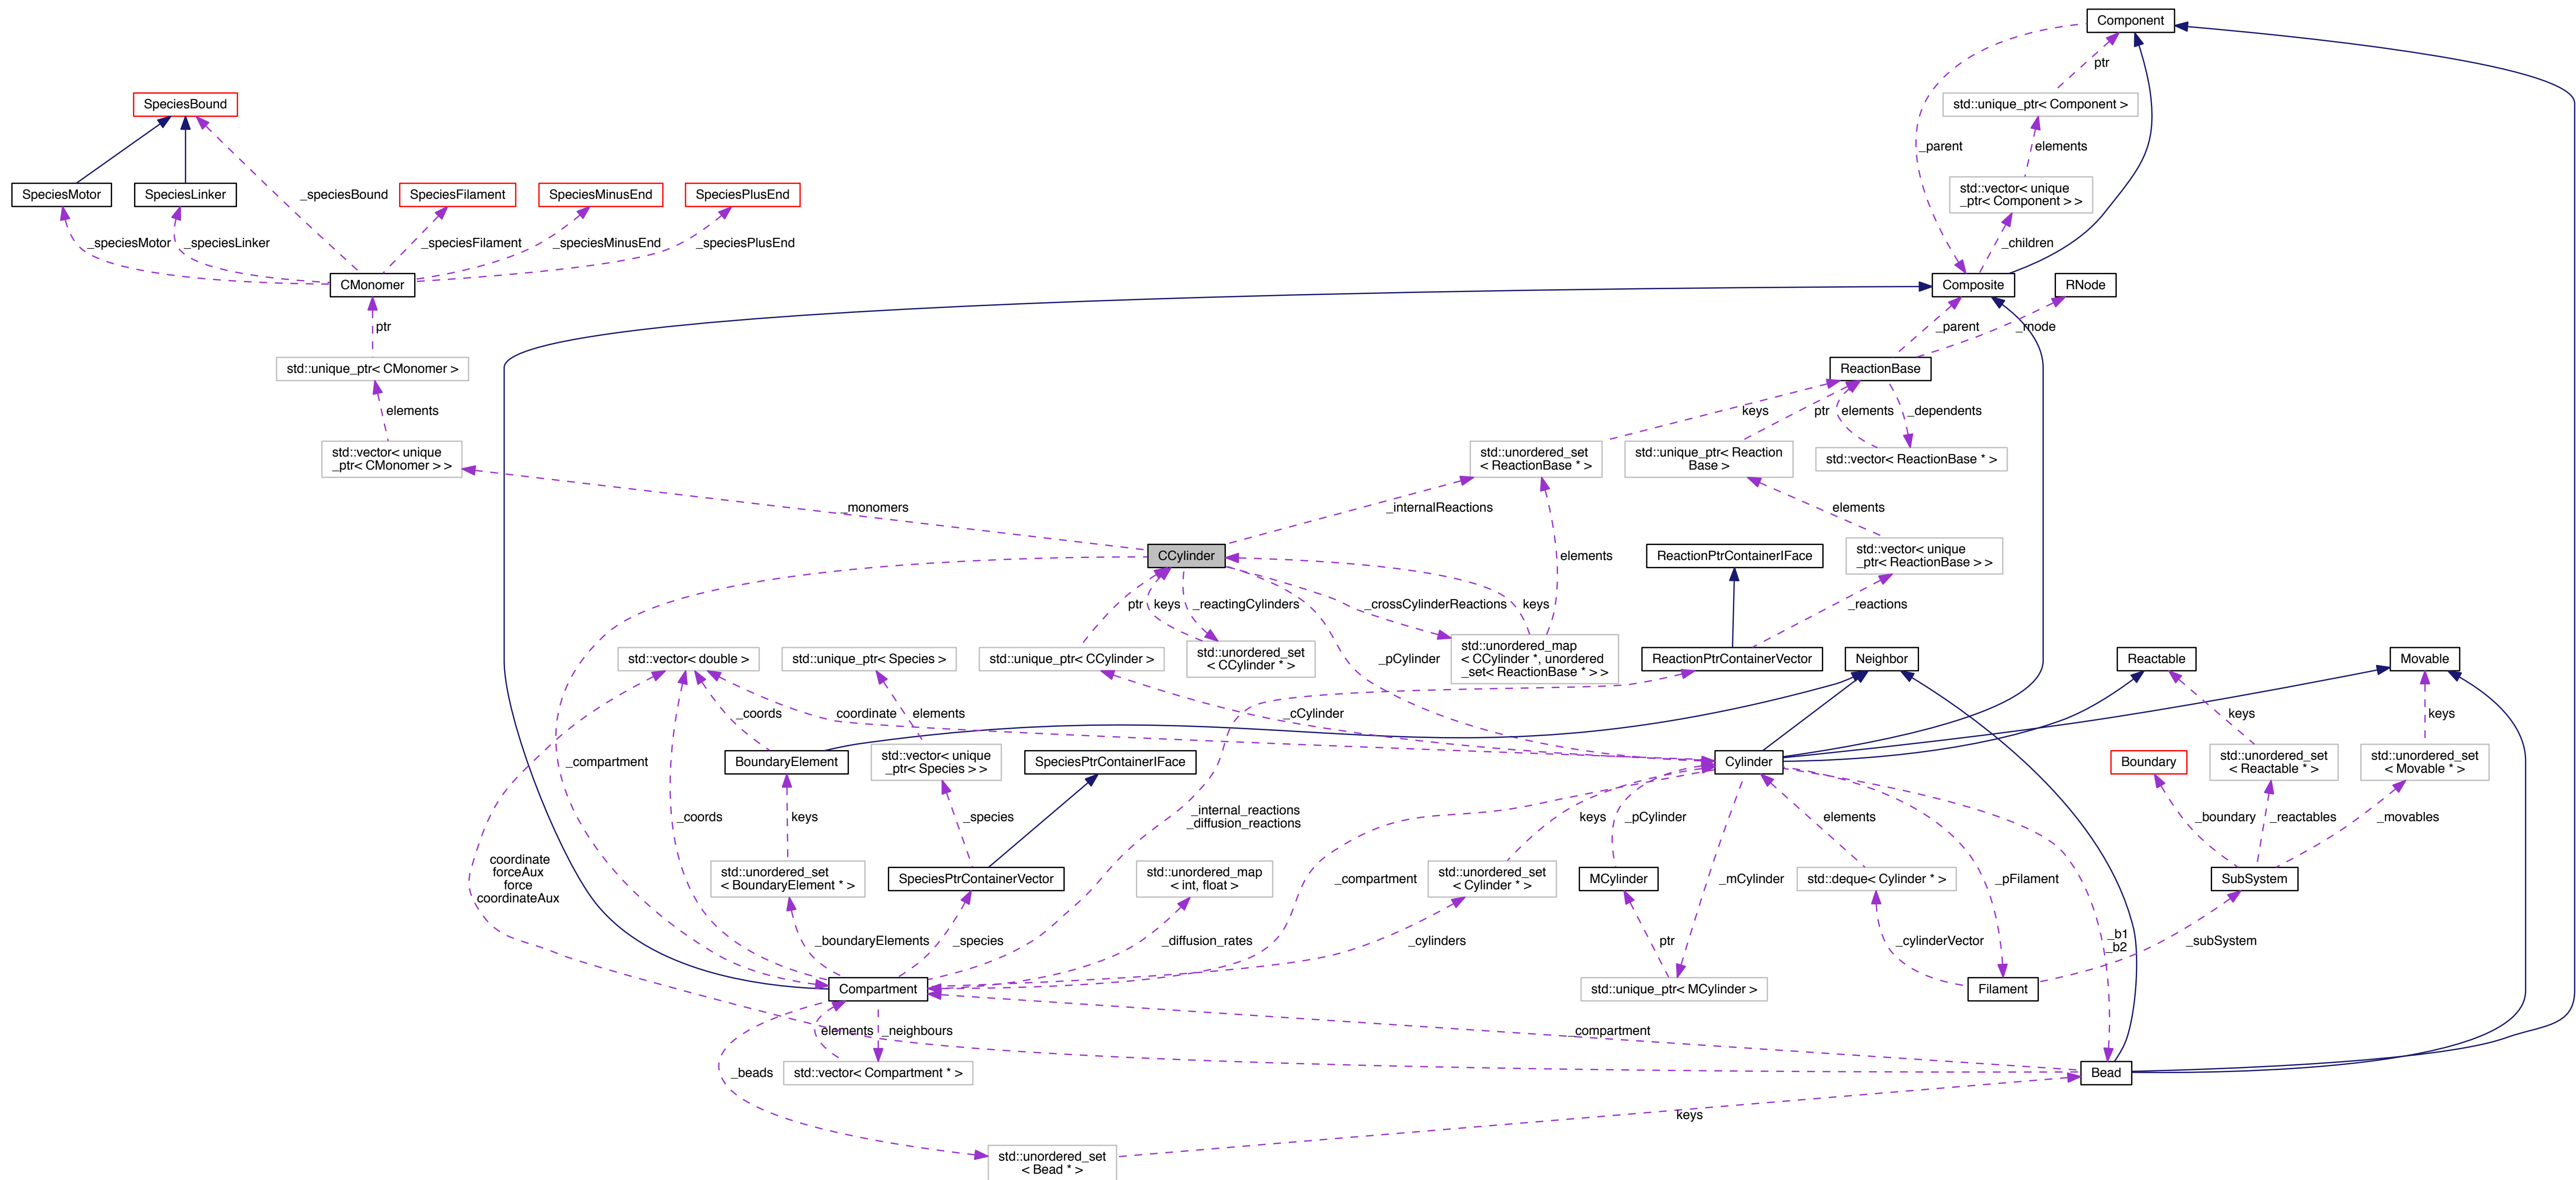 Component
ptr
SpeciesBound
std::unique_ptr< Component >
_parent
elements
SpeciesMotor
SpeciesLinker
_speciesBound
SpeciesFilament
SpeciesMinusEnd
SpeciesPlusEnd
std::vector< unique
_ptr< Component > >
_speciesMotor
_speciesLinker
_speciesFilament
_speciesMinusEnd
_speciesPlusEnd
_children
CMonomer
Composite
RNode
ptr
_parent
_rnode
std::unique_ptr< CMonomer >
ReactionBase
elements
keys
ptr
elements
_dependents
std::vector< unique
_ptr< CMonomer > >
std::unordered_set
< ReactionBase * >
std::unique_ptr< Reaction
Base >
std::vector< ReactionBase * >
_monomers
_internalReactions
elements
CCylinder
elements
ReactionPtrContainerIFace
std::vector< unique
_ptr< ReactionBase > >
ptr
keys
_reactingCylinders
_crossCylinderReactions
keys
_reactions
std::vector< double >
std::unique_ptr< Species >
std::unique_ptr< CCylinder >
std::unordered_set
< CCylinder * >
_pCylinder
std::unordered_map
< CCylinder *, unordered
_set< ReactionBase * > >
ReactionPtrContainerVector
Neighbor
Reactable
Movable
_coords
coordinate
elements
_cCylinder
keys
keys
_compartment
BoundaryElement
std::vector< unique
_ptr< Species > >
SpeciesPtrContainerIFace
Cylinder
Boundary
std::unordered_set
< Reactable * >
std::unordered_set
< Movable * >
_coords
keys
_species
_internal_reactions
_diffusion_reactions
keys
_pCylinder
elements
_boundary
_reactables
_movables
coordinate
forceAux
force
coordinateAux
std::unordered_set
< BoundaryElement * >
SpeciesPtrContainerVector
std::unordered_map
< int, float >
_compartment
std::unordered_set
< Cylinder * >
MCylinder
_mCylinder
std::deque< Cylinder * >
_pFilament
SubSystem
_boundaryElements
_species
_diffusion_rates
_cylinders
ptr
_cylinderVector
_b1
_b2
_subSystem
Compartment
std::unique_ptr< MCylinder >
Filament
elements
_neighbours
_compartment
_beads
std::vector< Compartment * >
Bead
keys
std::unordered_set
< Bead * >